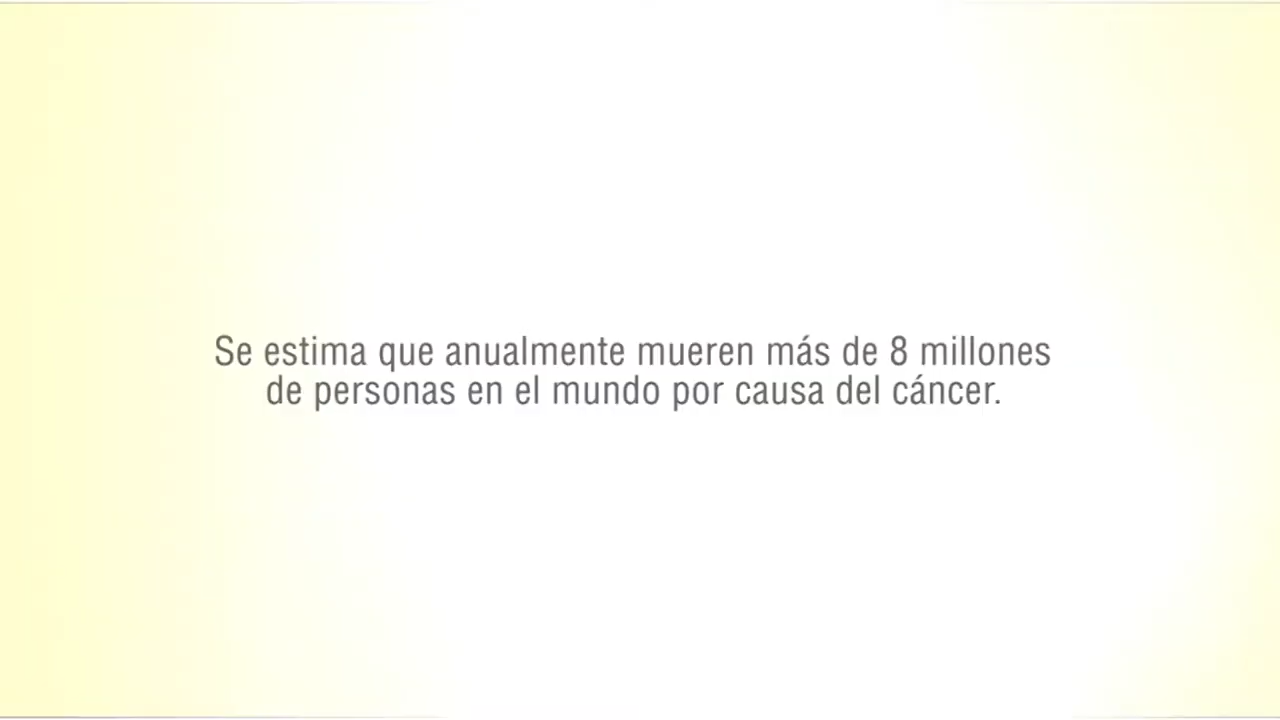 Se estima que anualmente mueren más de 8 millones
de personas en el mundo por causa del cáncer.